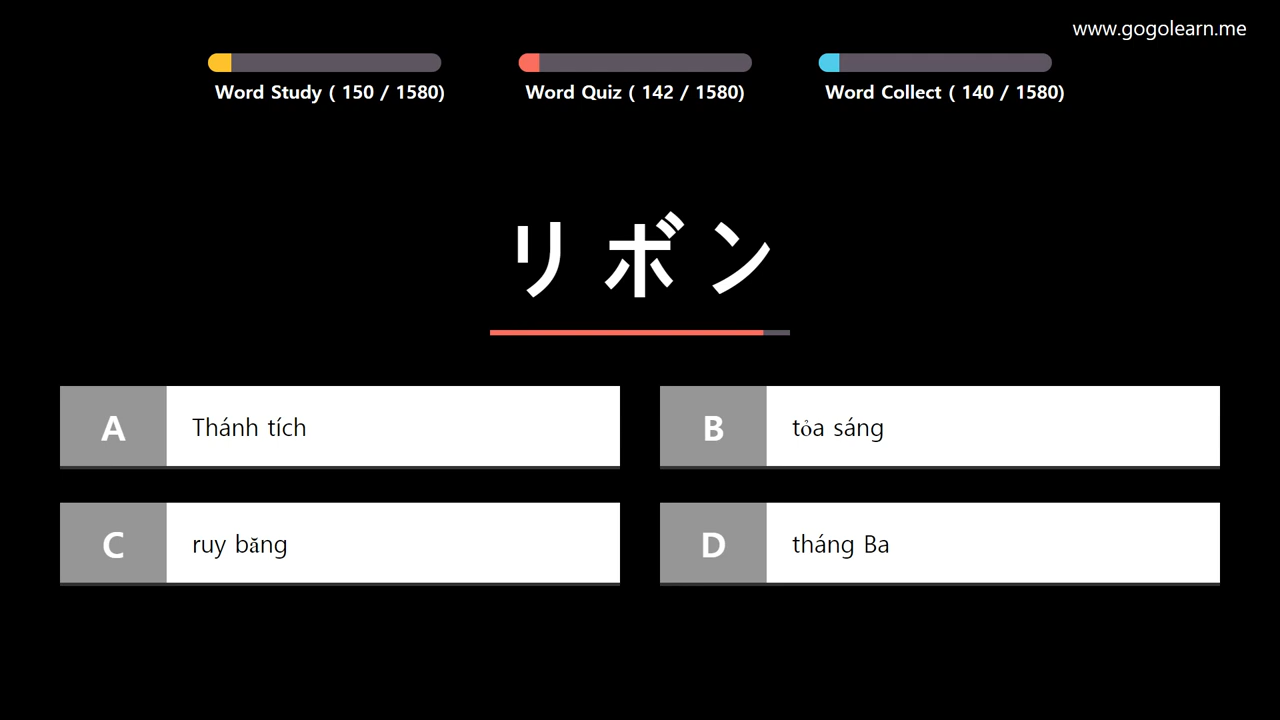 www.gogolearn.me
Word Study ( 150 / 1580)
Word Quiz ( 142 / 1580)
Word Collect ( 140 / 1580)
リボン
A Thánh tích
B tỏa sáng
C ruy băng
D tháng Ba